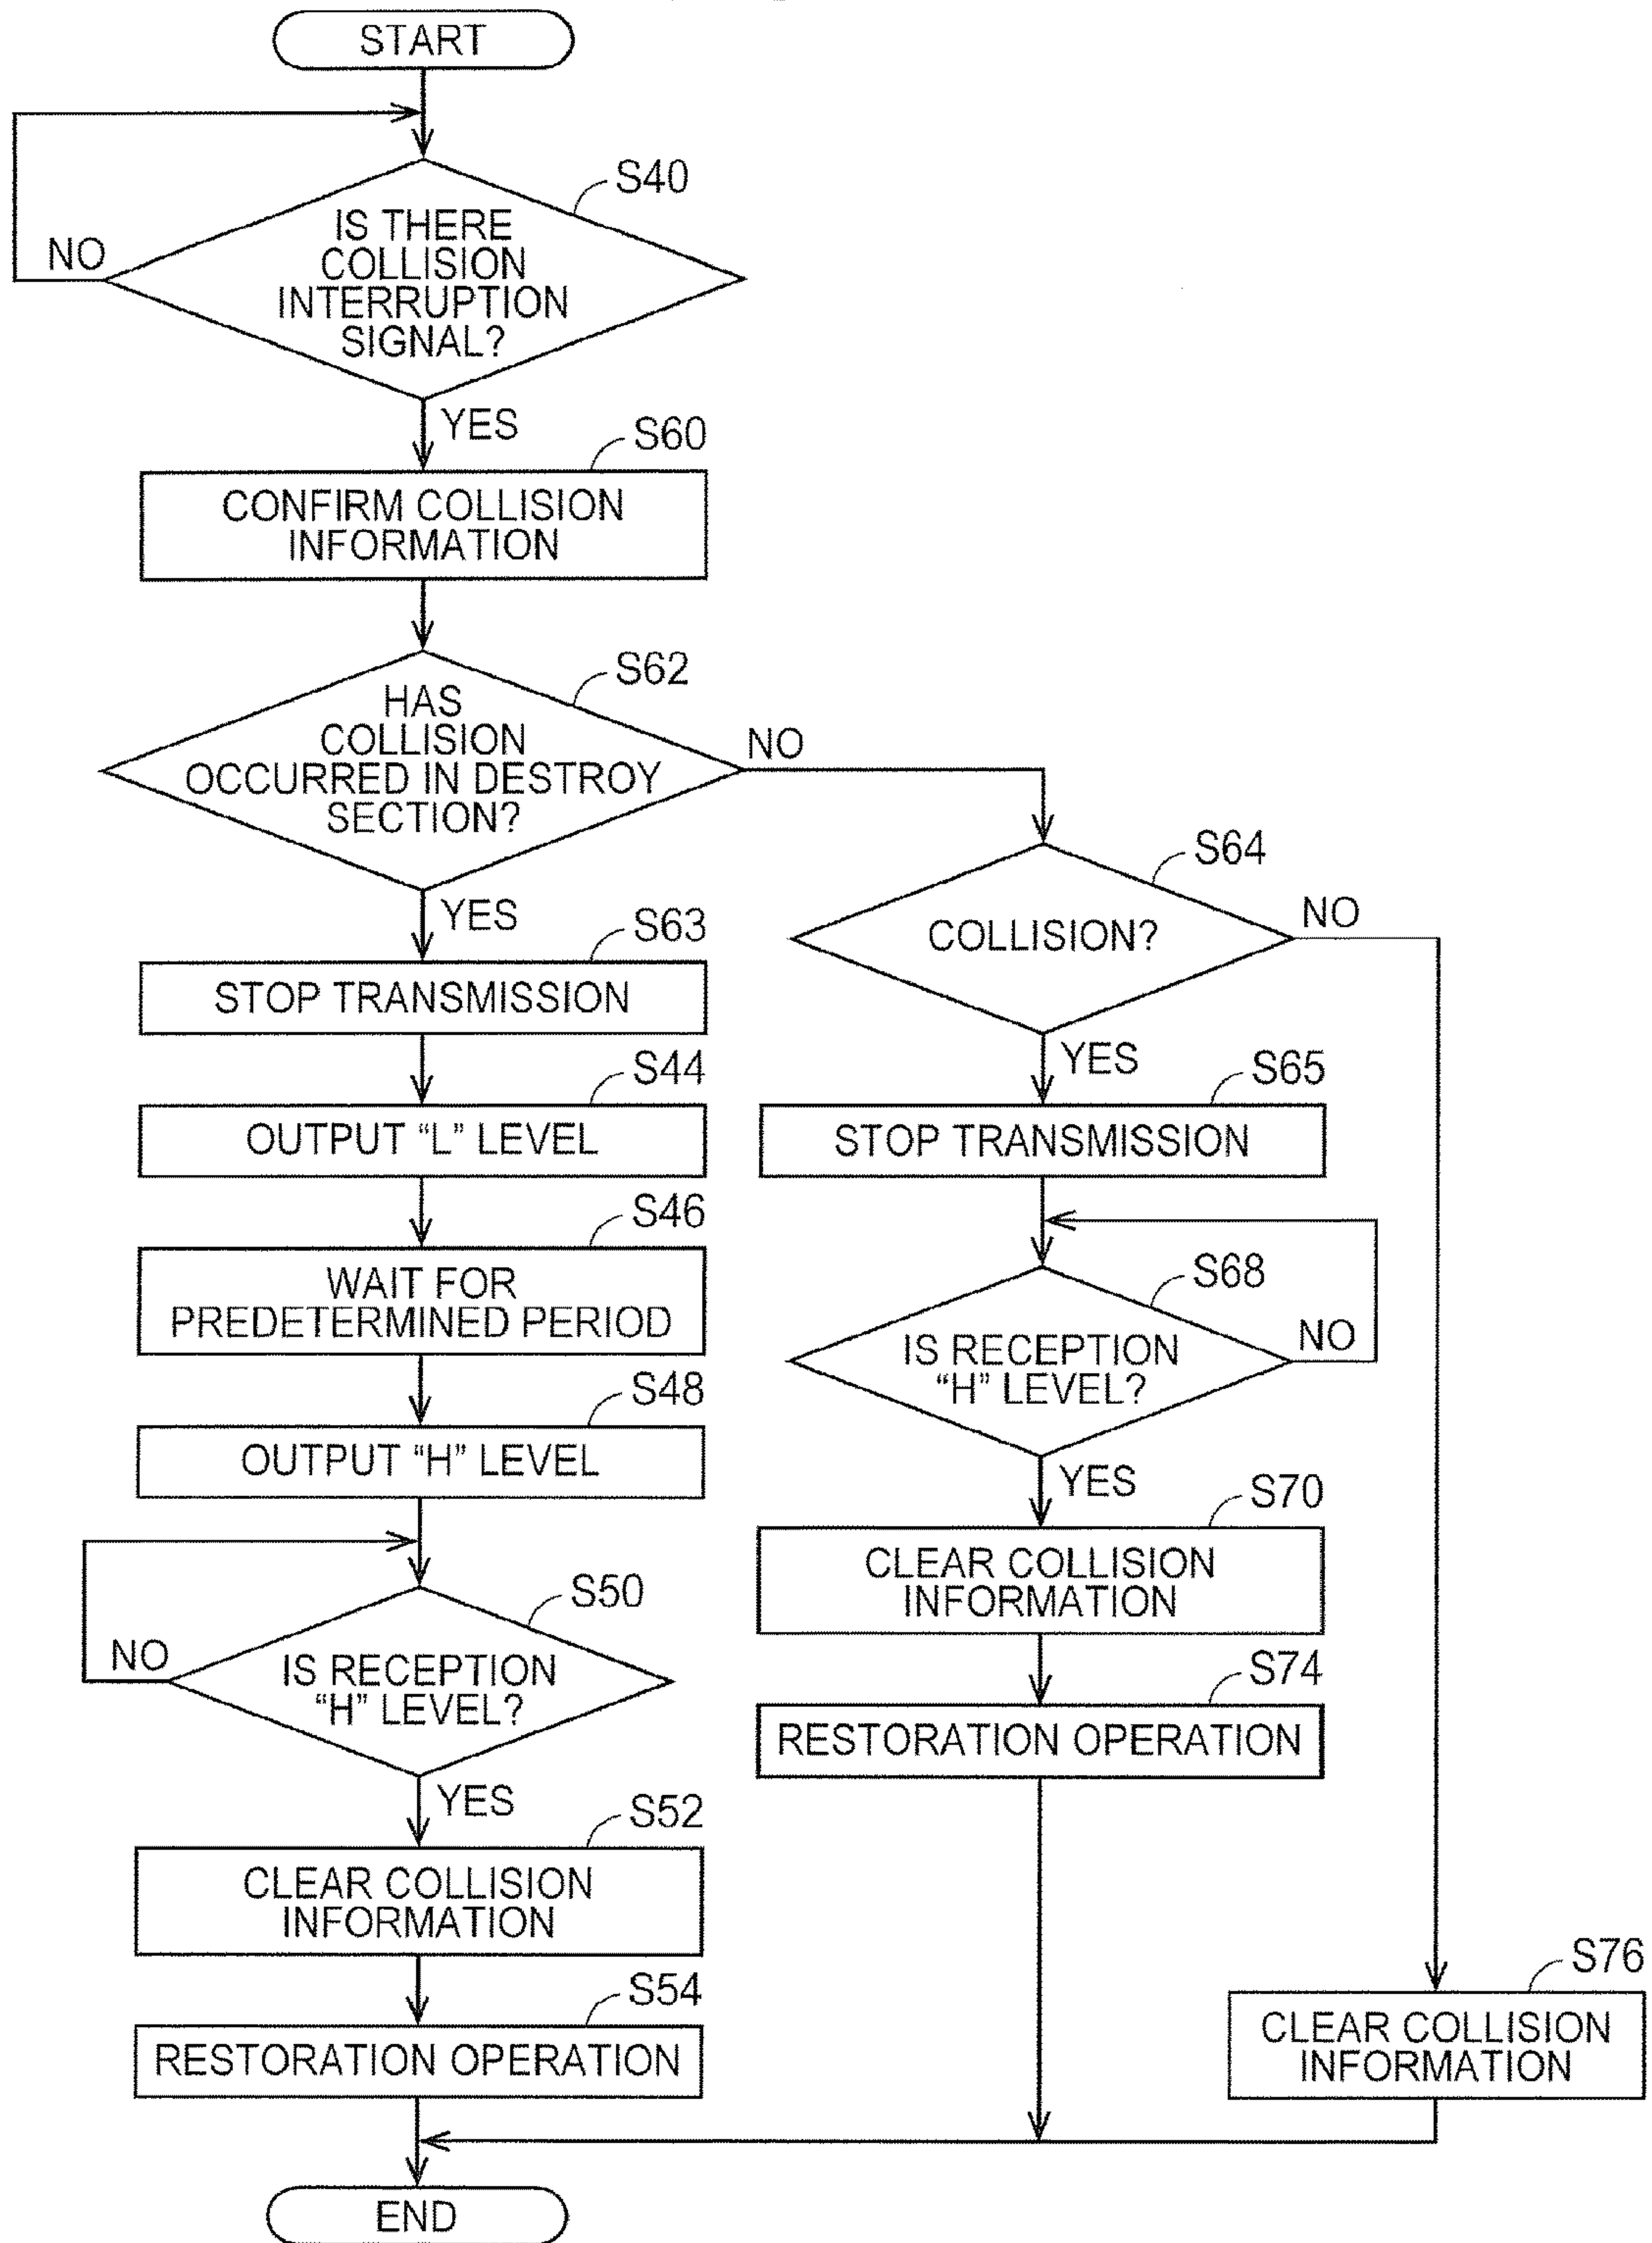 START
S40
IS THERE
COLLISION
INTERRUPTION
SIGNAL?
NO
YES
S60
CONFIRM COLLISION
INFORMATION
S62
HAS
COLLISION
OCCURRED IN DESTROY
SECTION?
NO
YES
S64
COLLISION?
NO
YES
S63
STOP TRANSMISSION
S44
OUTPUT “L” LEVEL
S46
WAIT FOR
PREDETERMINED PERIOD
S48
OUTPUT “H” LEVEL
S50
IS RECEPTION
“H” LEVEL?
NO
YES
S52
CLEAR COLLISION
INFORMATION
S54
RESTORATION OPERATION
S65
STOP TRANSMISSION
S68
IS RECEPTION
“H” LEVEL?
NO
YES
S70
CLEAR COLLISION
INFORMATION
S74
RESTORATION OPERATION
S76
CLEAR COLLISION
INFORMATION
END